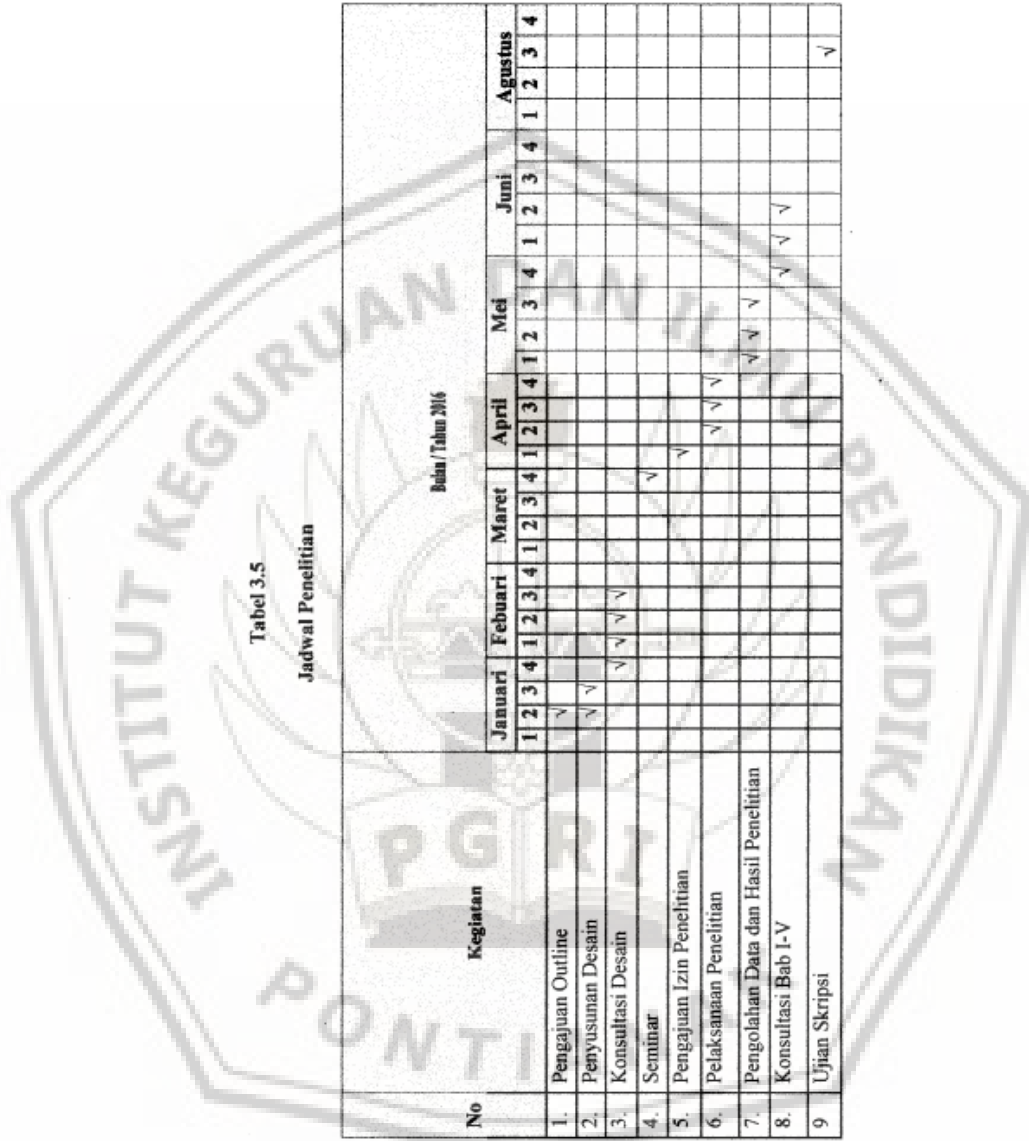 Tabel 3.5
Jadwal Penelitian
No Kegiatan Bulan / Tahun 2016
Januari Febuari Maret April Mei Juni Agustus
1 2 3 4 1 2 3 4 1 2 3 4 1 2 3 4 1 2 3 4 1 2 3 4 1 2 3 4
1. Pengajuan Outline √
2. Penyusunan Desain √ √
3. Konsultasi Desain √ √ √ √
4. Seminar √
5. Pengajuan Izin Penelitian √
6. Pelaksanaan Penelitian √ √ √
7. Pengolahan Data dan Hasil Penelitian √ √ √
8. Konsultasi Bab I-V √ √ √
9 Ujian Skripsi √
INSTITUT KEGURUAN DAN ILMU PENDIDIKAN
PGRI